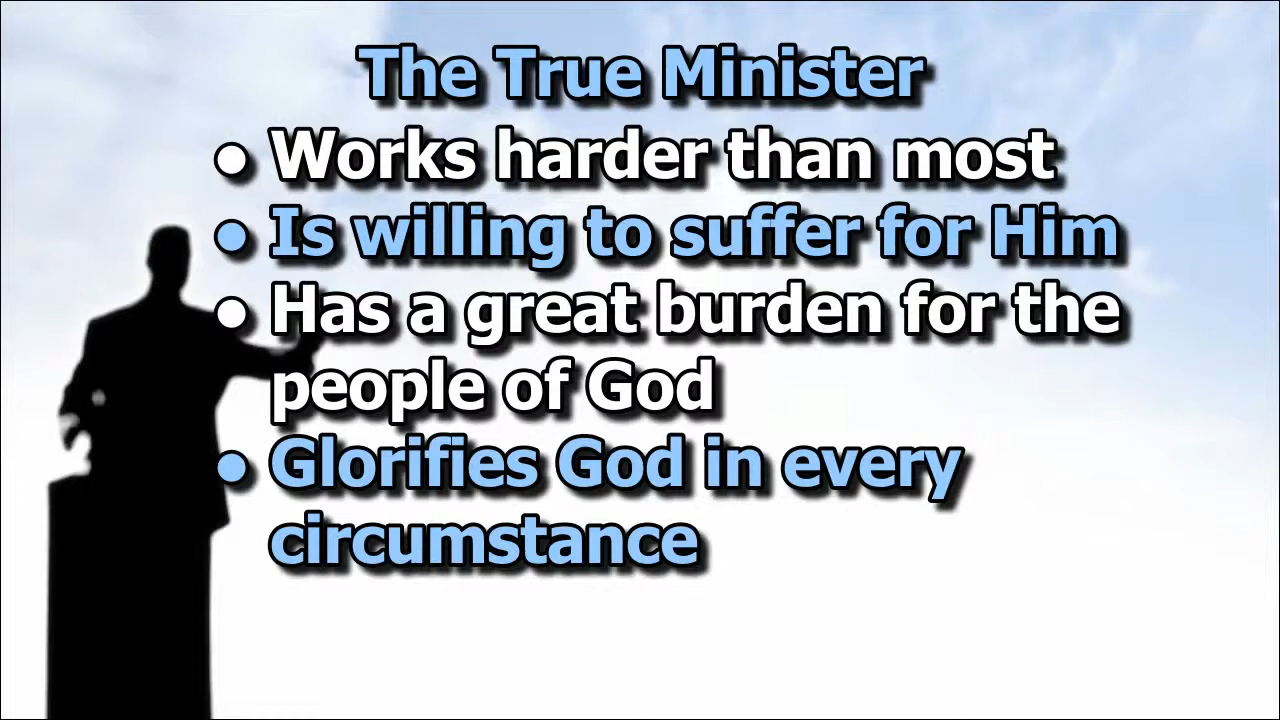 The True Minister
● Works harder than most
● Is willing to suffer for Him
● Has a great burden for the
people of God
● Glorifies God in every
circumstance